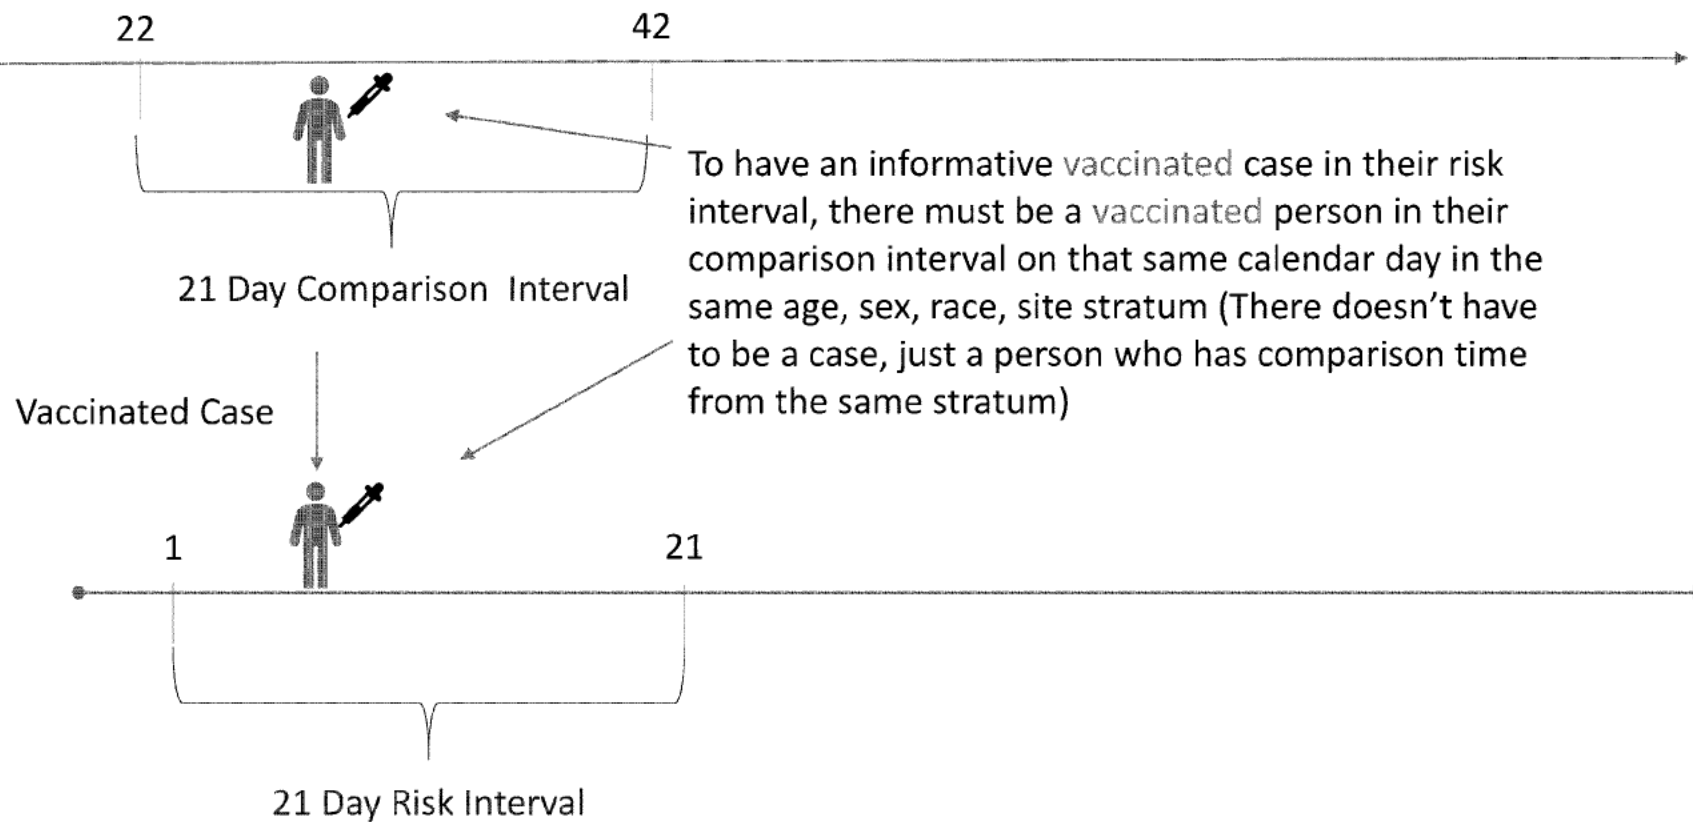 22
42
To have an informative vaccinated case in their risk
interval, there must be a vaccinated person in their
comparison interval on that same calendar day in the
same age, sex, race, site stratum (There doesn't have
to be a case, just a person who has comparison time
from the same stratum)
21 Day Comparison Interval
Vaccinated Case
1
21
21 Day Risk Interval